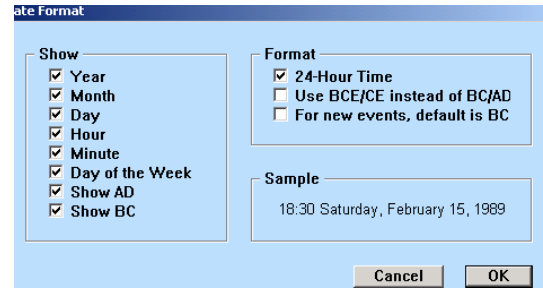 ate Format
Show
Year
Month
Day
Hour
Minute
Day of the Week
Show AD
Show BC
Format
24-Hour Time
Use BCE/CE instead of BC/AD
For new events, default is BC
Sample
18:30 Saturday, February 15, 1989
Cancel
OK